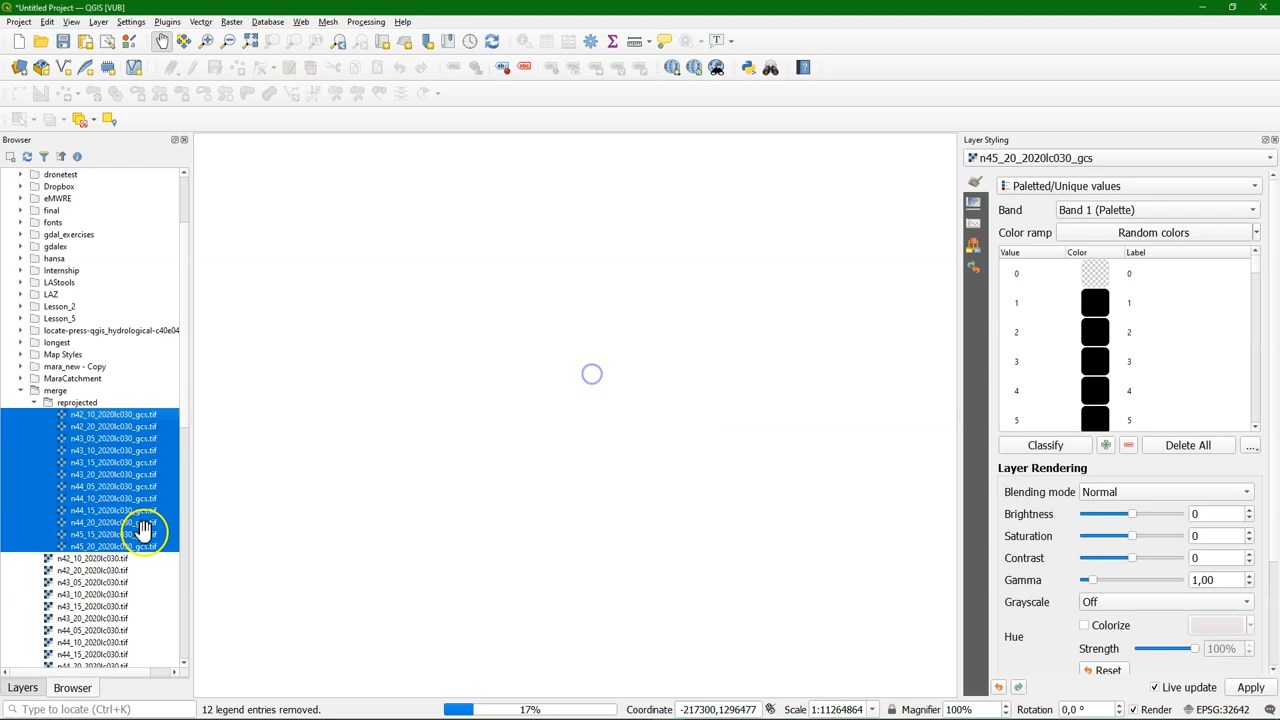 *Untitled Project — QGIS [VUB]
Project Edit View Layer Settings Plugins Vector Raster Database Web Mesh Processing Help
Browser
dronetest
Dropbox
eMWRE
final
fonts
gdal_exercises
gdalex
hansa
Internship
LAStools
LAZ
Lesson_2
Lesson_5
locate-press-qgis_hydrological-c40e04
longest
Map Styles
mara_new - Copy
MaraCatchment
merge
reprojected
n42_10_2020lc030_gcs.tif
n42_20_2020lc030_gcs.tif
n43_05_2020lc030_gcs.tif
n43_10_2020lc030_gcs.tif
n43_15_2020lc030_gcs.tif
n43_20_2020lc030_gcs.tif
n44_05_2020lc030_gcs.tif
n44_10_2020lc030_gcs.tif
n44_15_2020lc030_gcs.tif
n44_20_2020lc030_gcs.tif
n45_15_2020lc030_gcs.tif
n45_20_2020lc030_gcs.tif
n42_10_2020lc030.tif
n42_20_2020lc030.tif
n43_05_2020lc030.tif
n43_10_2020lc030.tif
n43_15_2020lc030.tif
n43_20_2020lc030.tif
n44_05_2020lc030.tif
n44_10_2020lc030.tif
n44_15_2020lc030.tif
n44_20_2020lc030.tif
Layers Browser
Layer Styling
n45_20_2020lc030_gcs
Paletted/Unique values
Band Band 1 (Palette)
Color ramp Random colors
Value Color Label
0 0
1 1
2 2
3 3
4 4
5 5
Classify Delete All ...
Layer Rendering
Blending mode Normal
Brightness 0
Saturation 0
Contrast 0
Gamma 1,00
Grayscale Off
Colorize
Hue
Strength 100%
Reset
Live update Apply
Type to locate (Ctrl+K) 12 legend entries removed. 17% Coordinate -217300,1296477 Scale 1:11264864 Magnifier 100% Rotation 0,0 ° Render EPSG:32642